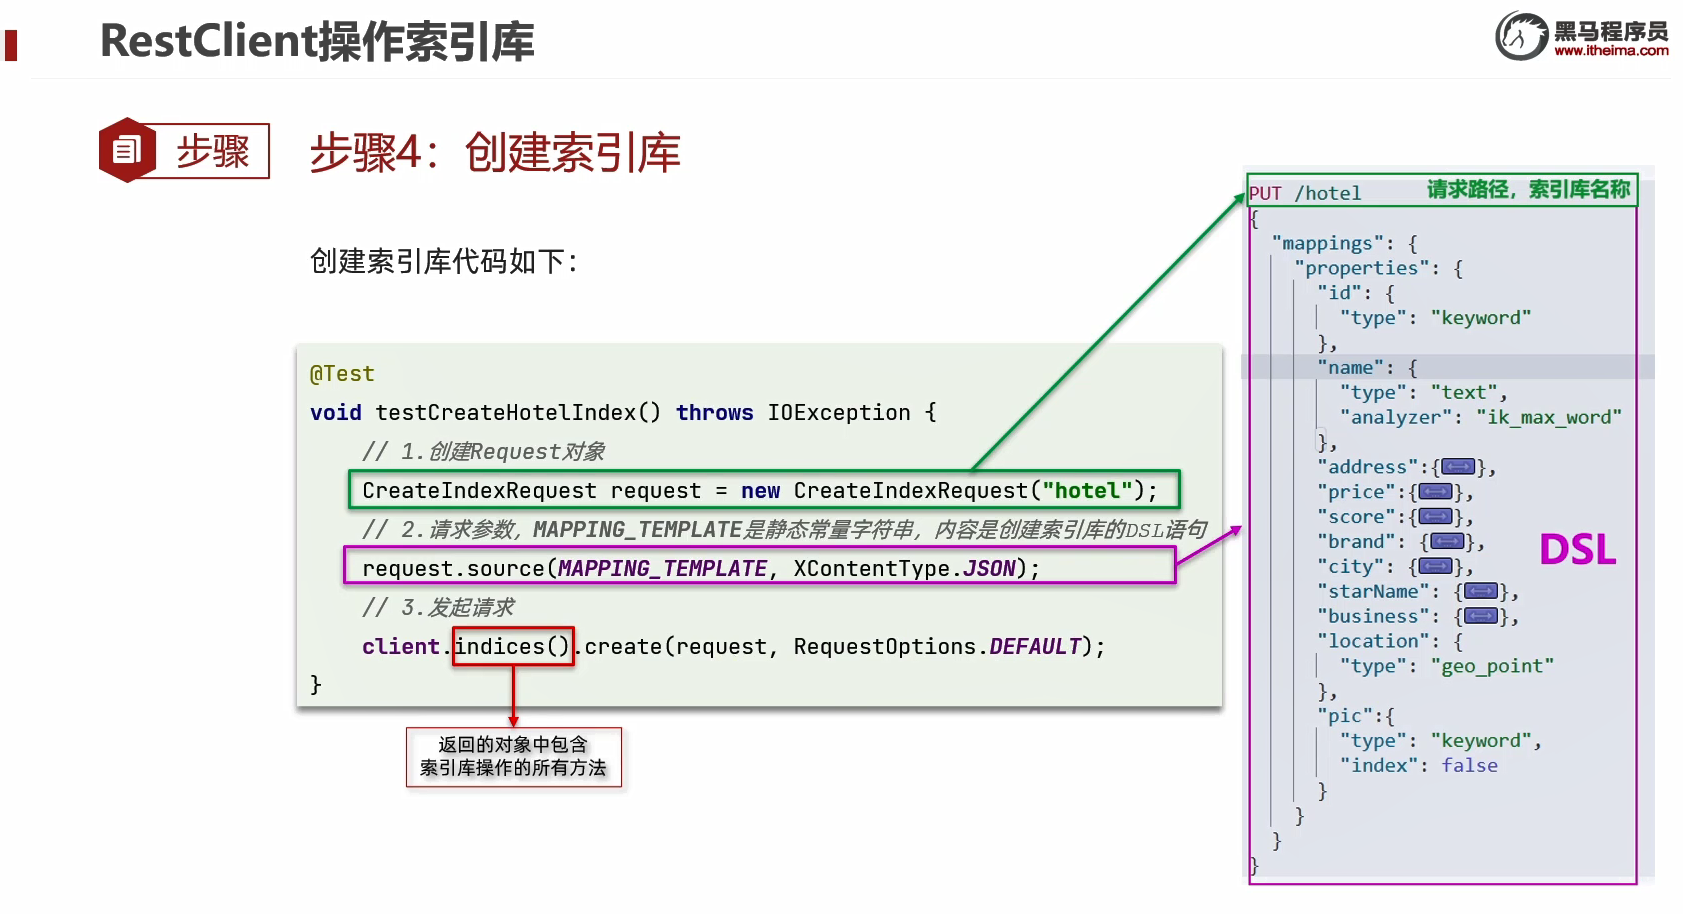 RestClient操作索引库
黑马程序员
www.itheima.com
步骤
步骤4：创建索引库
创建索引库代码如下：
@Test
void testCreateHotelIndex() throws IOException {
// 1.创建Request对象
CreateIndexRequest request = new CreateIndexRequest("hotel");
// 2.请求参数，MAPPING_TEMPLATE是静态常量字符串，内容是创建索引库的DSL语句
request.source(MAPPING_TEMPLATE, XContentType.JSON);
// 3.发起请求
client.indices().create(request, RequestOptions.DEFAULT);
}
返回的对象中包含
索引库操作的所有方法
PUT /hotel 请求路径，索引库名称
{
"mappings": {
"properties": {
"id": {
"type": "keyword"
},
"name": {
"type": "text",
"analyzer": "ik_max_word"
},
"address":{},
"price":{},
"score":{},
"brand": {},
"city": {},
"starName": {},
"business": {},
"location": {
"type": "geo_point"
},
"pic":{
"type": "keyword",
"index": false
}
}
}
}
DSL